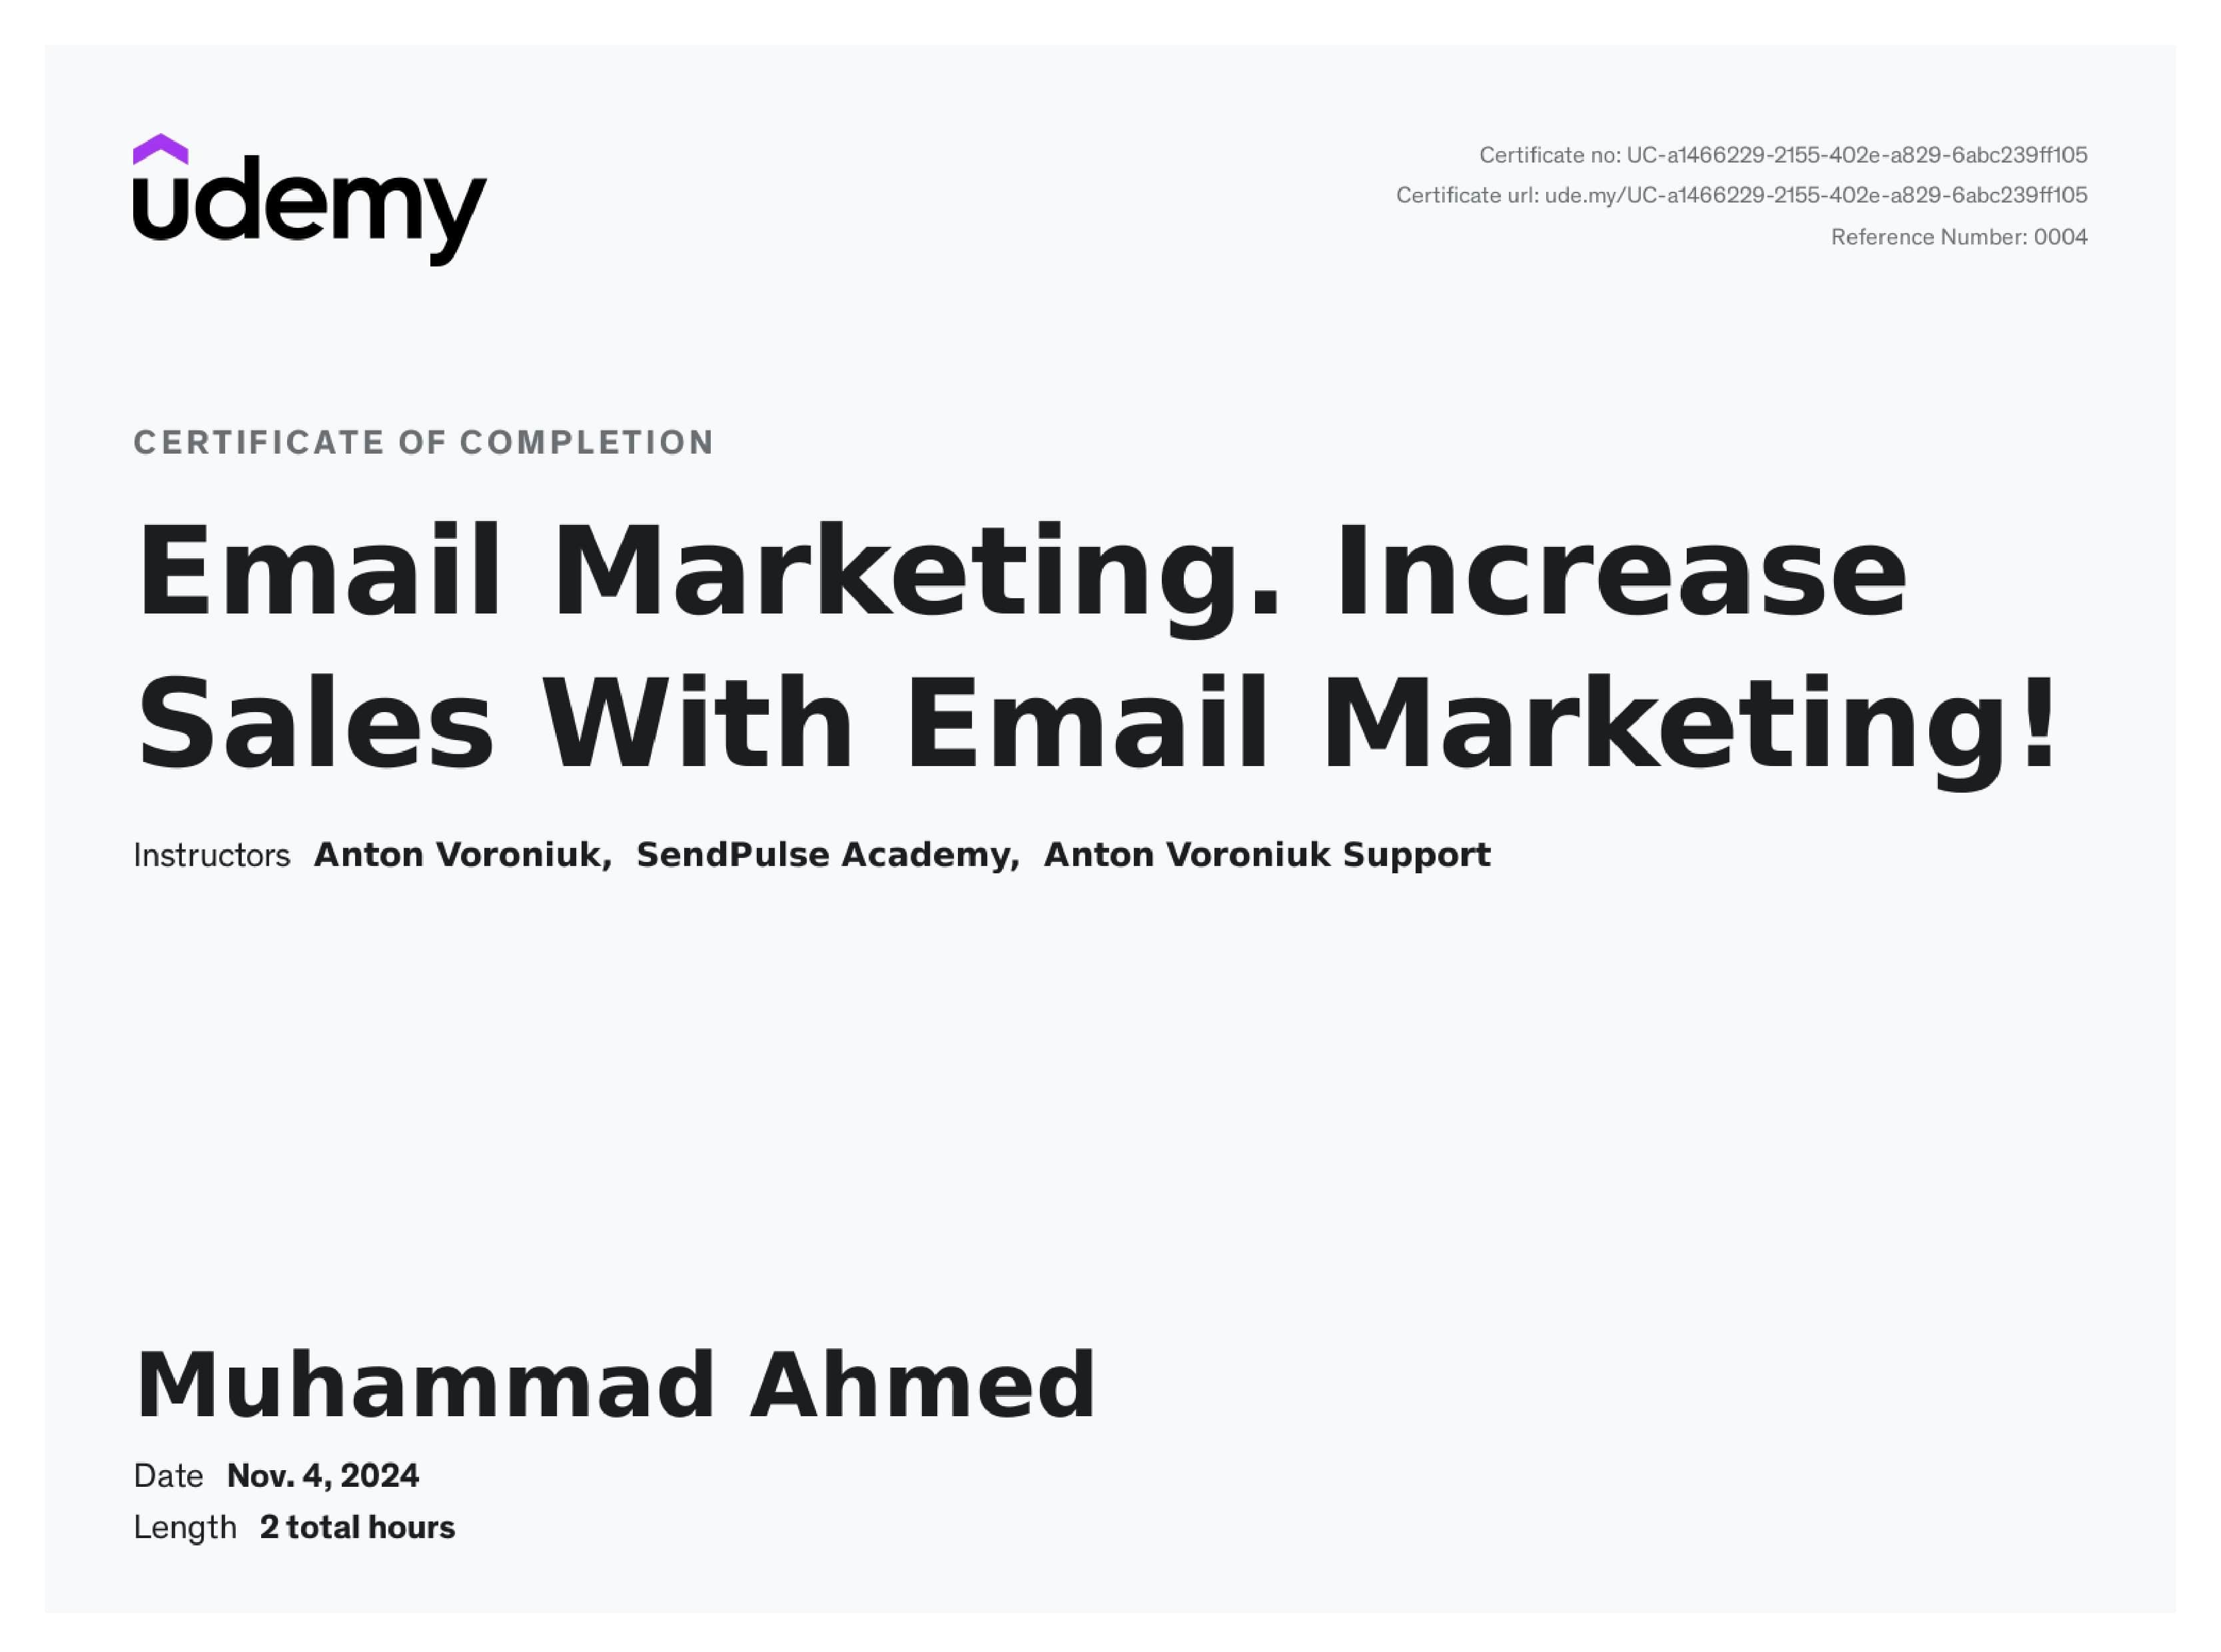 udemy
Certificate no: UC-a1466229-2155-402e-a829-6abc239ff105
Certificate url: ude.my/UC-a1466229-2155-402e-a829-6abc239ff105
Reference Number: 0004
CERTIFICATE OF COMPLETION
Email Marketing. Increase
Sales With Email Marketing!
Instructors Anton Voroniuk, SendPulse Academy, Anton Voroniuk Support
Muhammad Ahmed
Date Nov. 4, 2024
Length 2 total hours